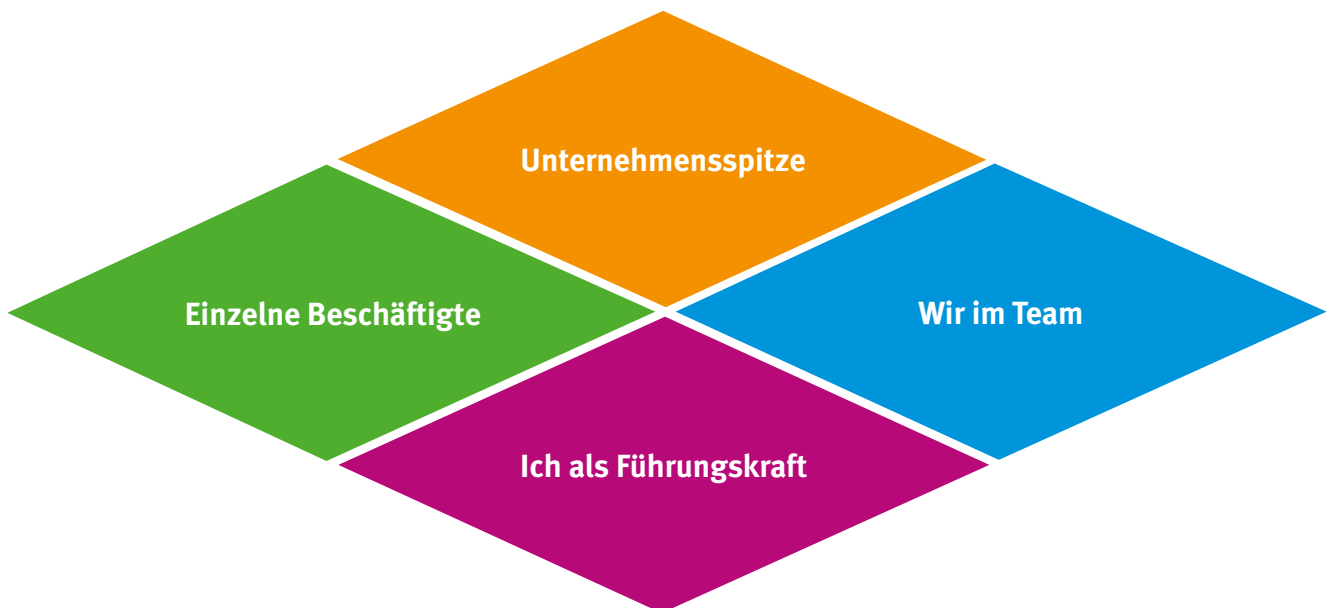 Unternehmensspitze
Einzelne Beschäftigte
Wir im Team
Ich als Führungskraft